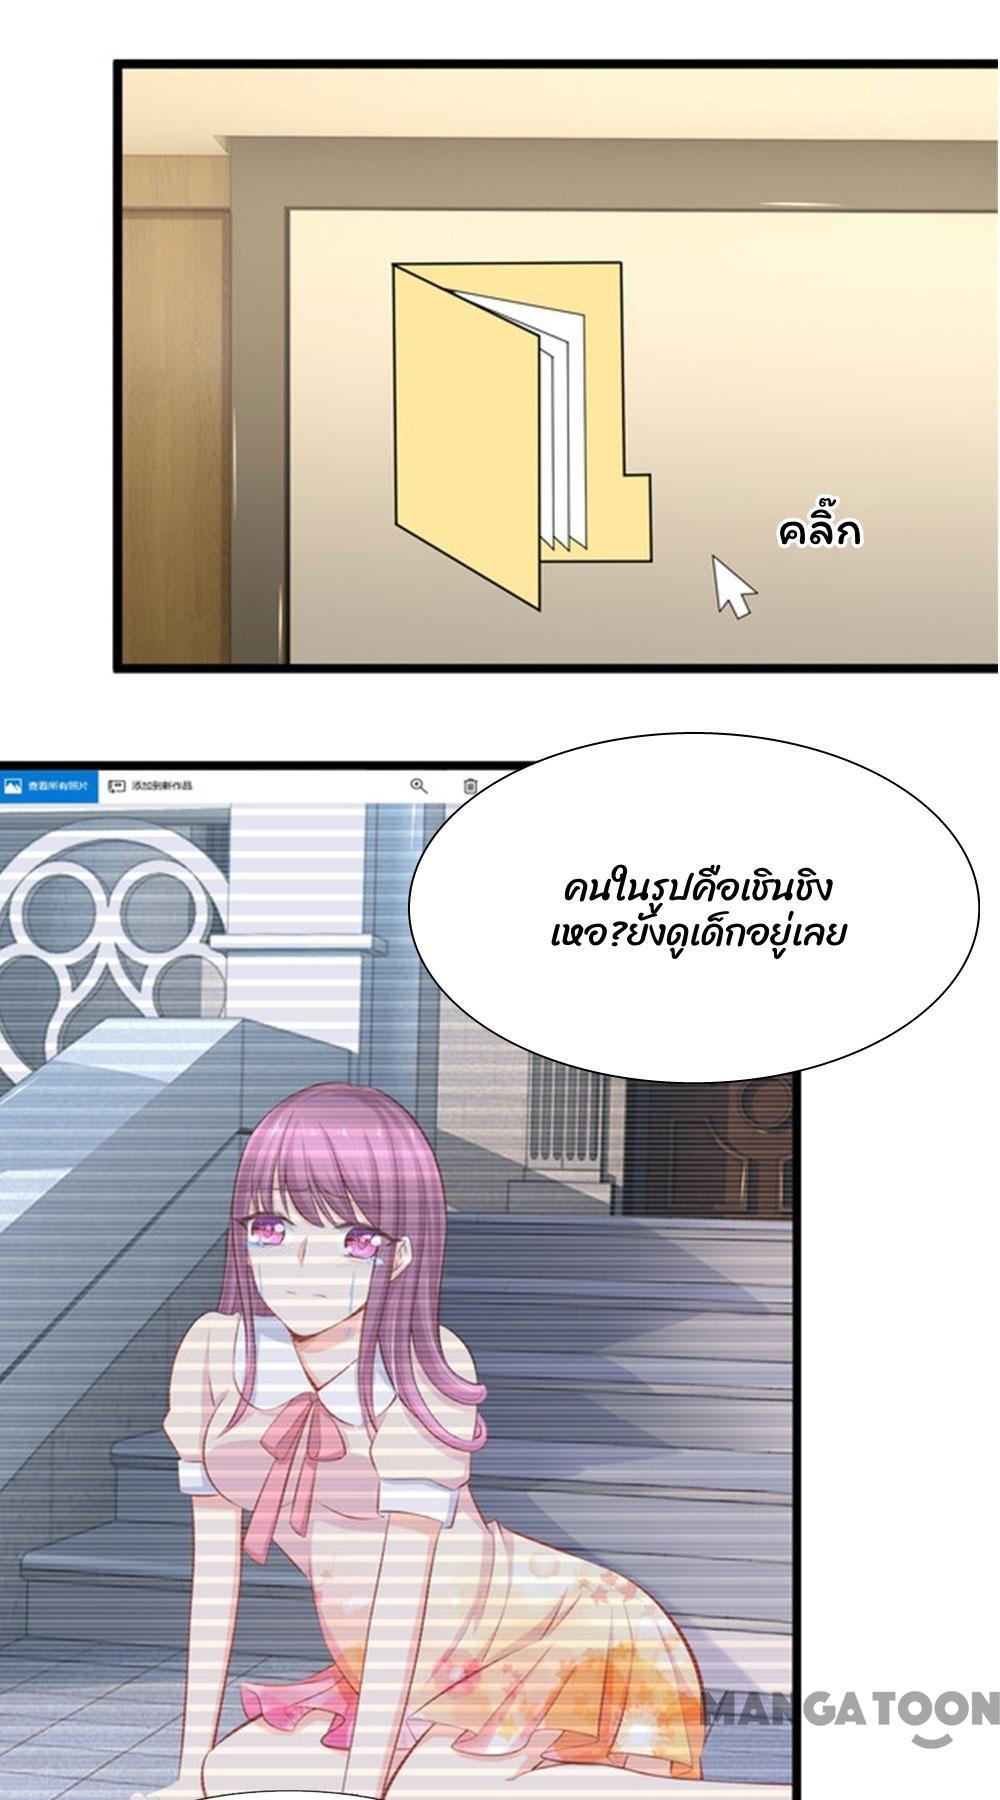 คลิ๊ก
查看所有照片 添加到新作品
คนในรูปคือเชินชิง
เหอ?ยังดูเด็กอยู่เลย
MANGATOON